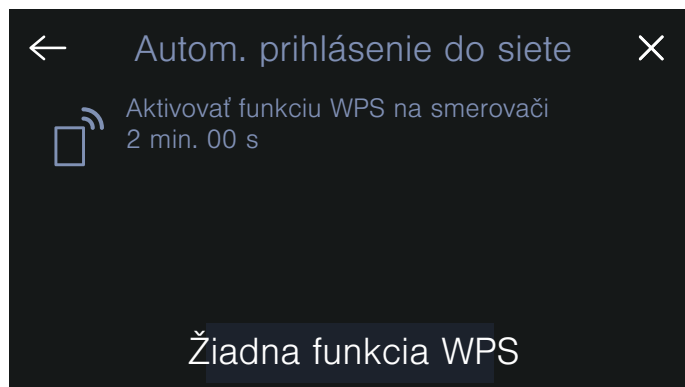 Autom. prihlásenie do siete
Aktivovať funkciu WPS na smerovači
2 min. 00 s
Žiadna funkcia WPS